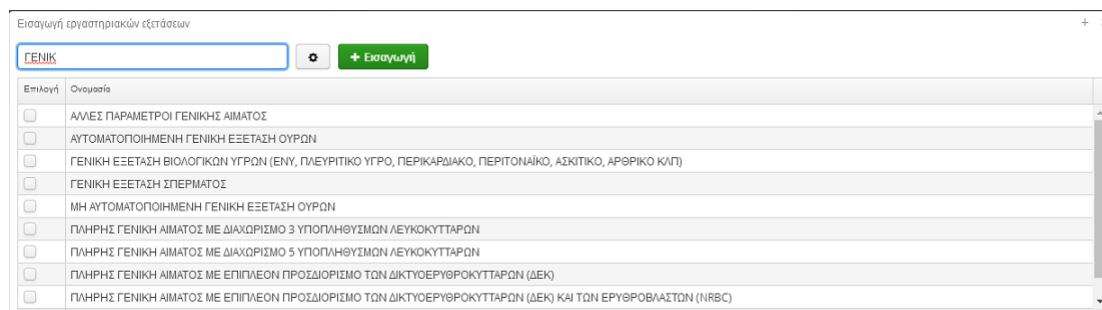 Εισαγωγή εργαστηριακών εξετάσεων
ΓΕΝΙΚ
+ Εισαγωγή
Επιλογή Ονομασία
ΑΛΛΕΣ ΠΑΡΑΜΕΤΡΟΙ ΓΕΝΙΚΗΣ ΑΙΜΑΤΟΣ
ΑΥΤΟΜΑΤΟΠΟΙΗΜΕΝΗ ΓΕΝΙΚΗ ΕΞΕΤΑΣΗ ΟΥΡΩΝ
ΓΕΝΙΚΗ ΕΞΕΤΑΣΗ ΒΙΟΛΟΓΙΚΩΝ ΥΓΡΩΝ (ΕΝΥ, ΠΛΕΥΡΙΤΙΚΟ ΥΓΡΟ, ΠΕΡΙΚΑΡΔΙΑΚΟ, ΠΕΡΙΤΟΝΑΪΚΟ, ΑΣΚΙΤΙΚΟ, ΑΡΘΡΙΚΟ ΚΛΠ)
ΓΕΝΙΚΗ ΕΞΕΤΑΣΗ ΣΠΕΡΜΑΤΟΣ
ΜΗ ΑΥΤΟΜΑΤΟΠΟΙΗΜΕΝΗ ΓΕΝΙΚΗ ΕΞΕΤΑΣΗ ΟΥΡΩΝ
ΠΛΗΡΗΣ ΓΕΝΙΚΗ ΑΙΜΑΤΟΣ ΜΕ ΔΙΑΧΩΡΙΣΜΟ 3 ΥΠΟΠΛΗΘΥΣΜΩΝ ΛΕΥΚΟΚΥΤΤΑΡΩΝ
ΠΛΗΡΗΣ ΓΕΝΙΚΗ ΑΙΜΑΤΟΣ ΜΕ ΔΙΑΧΩΡΙΣΜΟ 5 ΥΠΟΠΛΗΘΥΣΜΩΝ ΛΕΥΚΟΚΥΤΤΑΡΩΝ
ΠΛΗΡΗΣ ΓΕΝΙΚΗ ΑΙΜΑΤΟΣ ΜΕ ΕΠΙΠΛΕΟΝ ΠΡΟΣΔΙΟΡΙΣΜΟ ΤΩΝ ΔΙΚΤΥΟΕΡΥΘΡΟΚΥΤΤΑΡΩΝ (ΔΕΚ)
ΠΛΗΡΗΣ ΓΕΝΙΚΗ ΑΙΜΑΤΟΣ ΜΕ ΕΠΙΠΛΕΟΝ ΠΡΟΣΔΙΟΡΙΣΜΟ ΤΩΝ ΔΙΚΤΥΟΕΡΥΘΡΟΚΥΤΤΑΡΩΝ (ΔΕΚ) ΚΑΙ ΤΩΝ ΕΡΥΘΡΟΒΛΑΣΤΩΝ (NRBC)